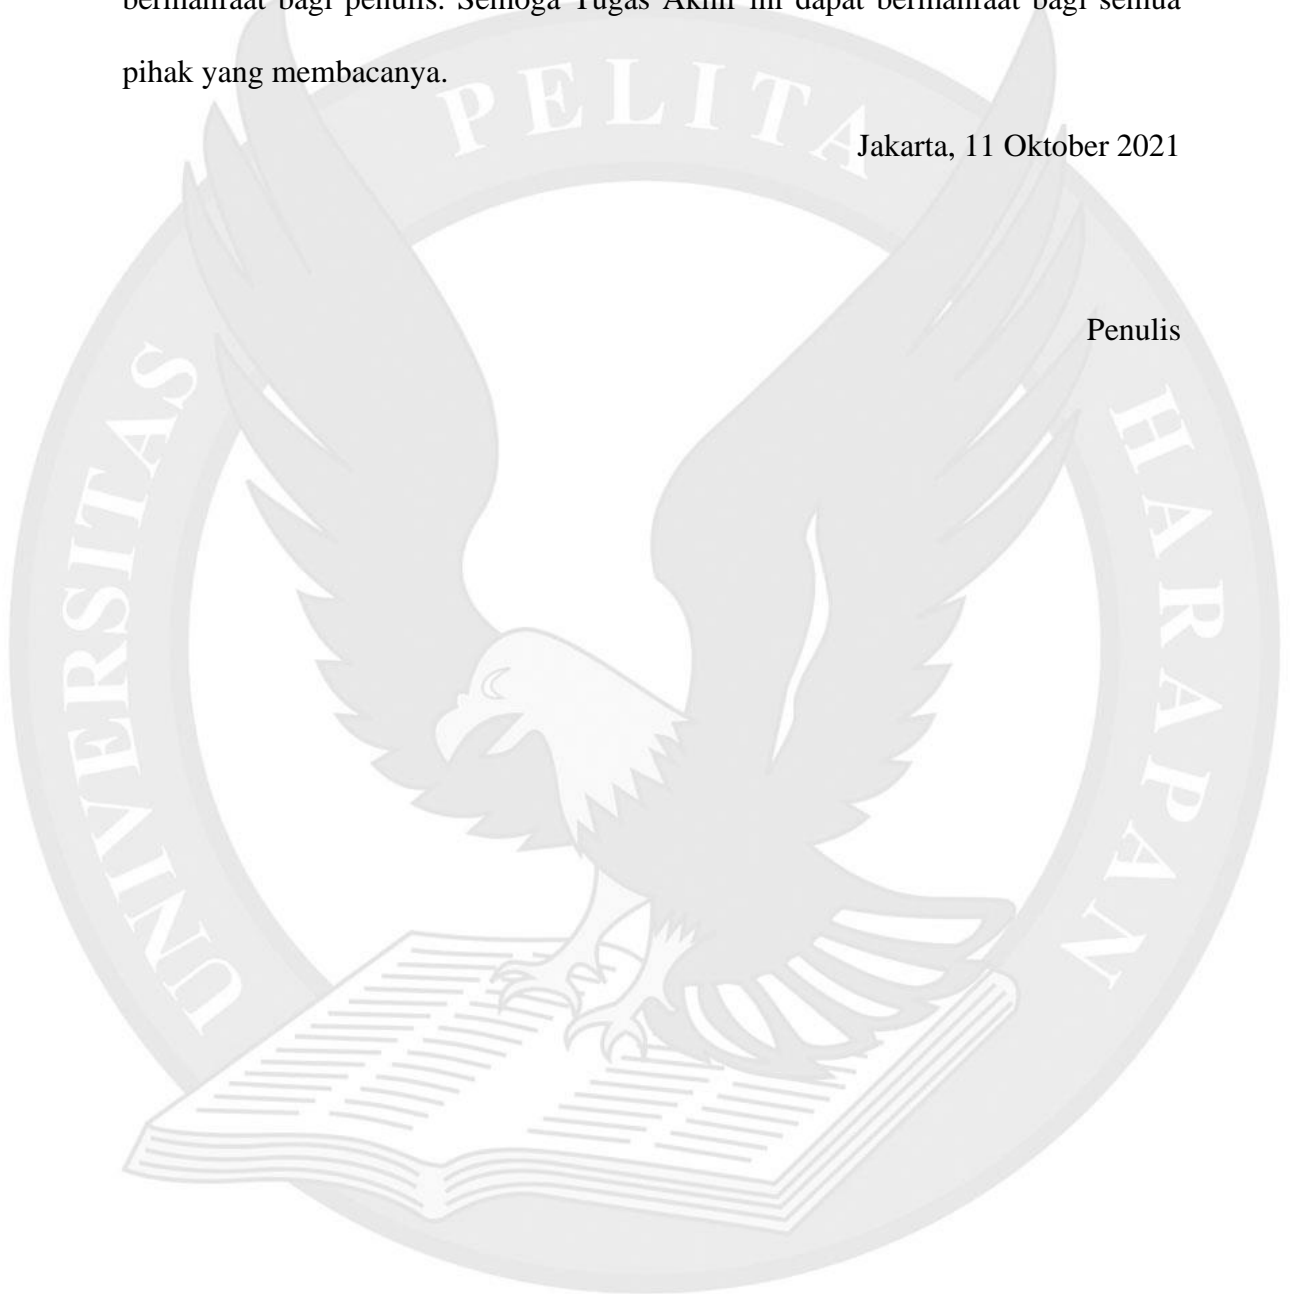 bermanfaat bagi penulis. Semoga Tugas Akhir ini dapat bermanfaat bagi semua
pihak yang membacanya.
Jakarta, 11 Oktober 2021
Penulis
UNIVERSITAS PELITA HARAPAN